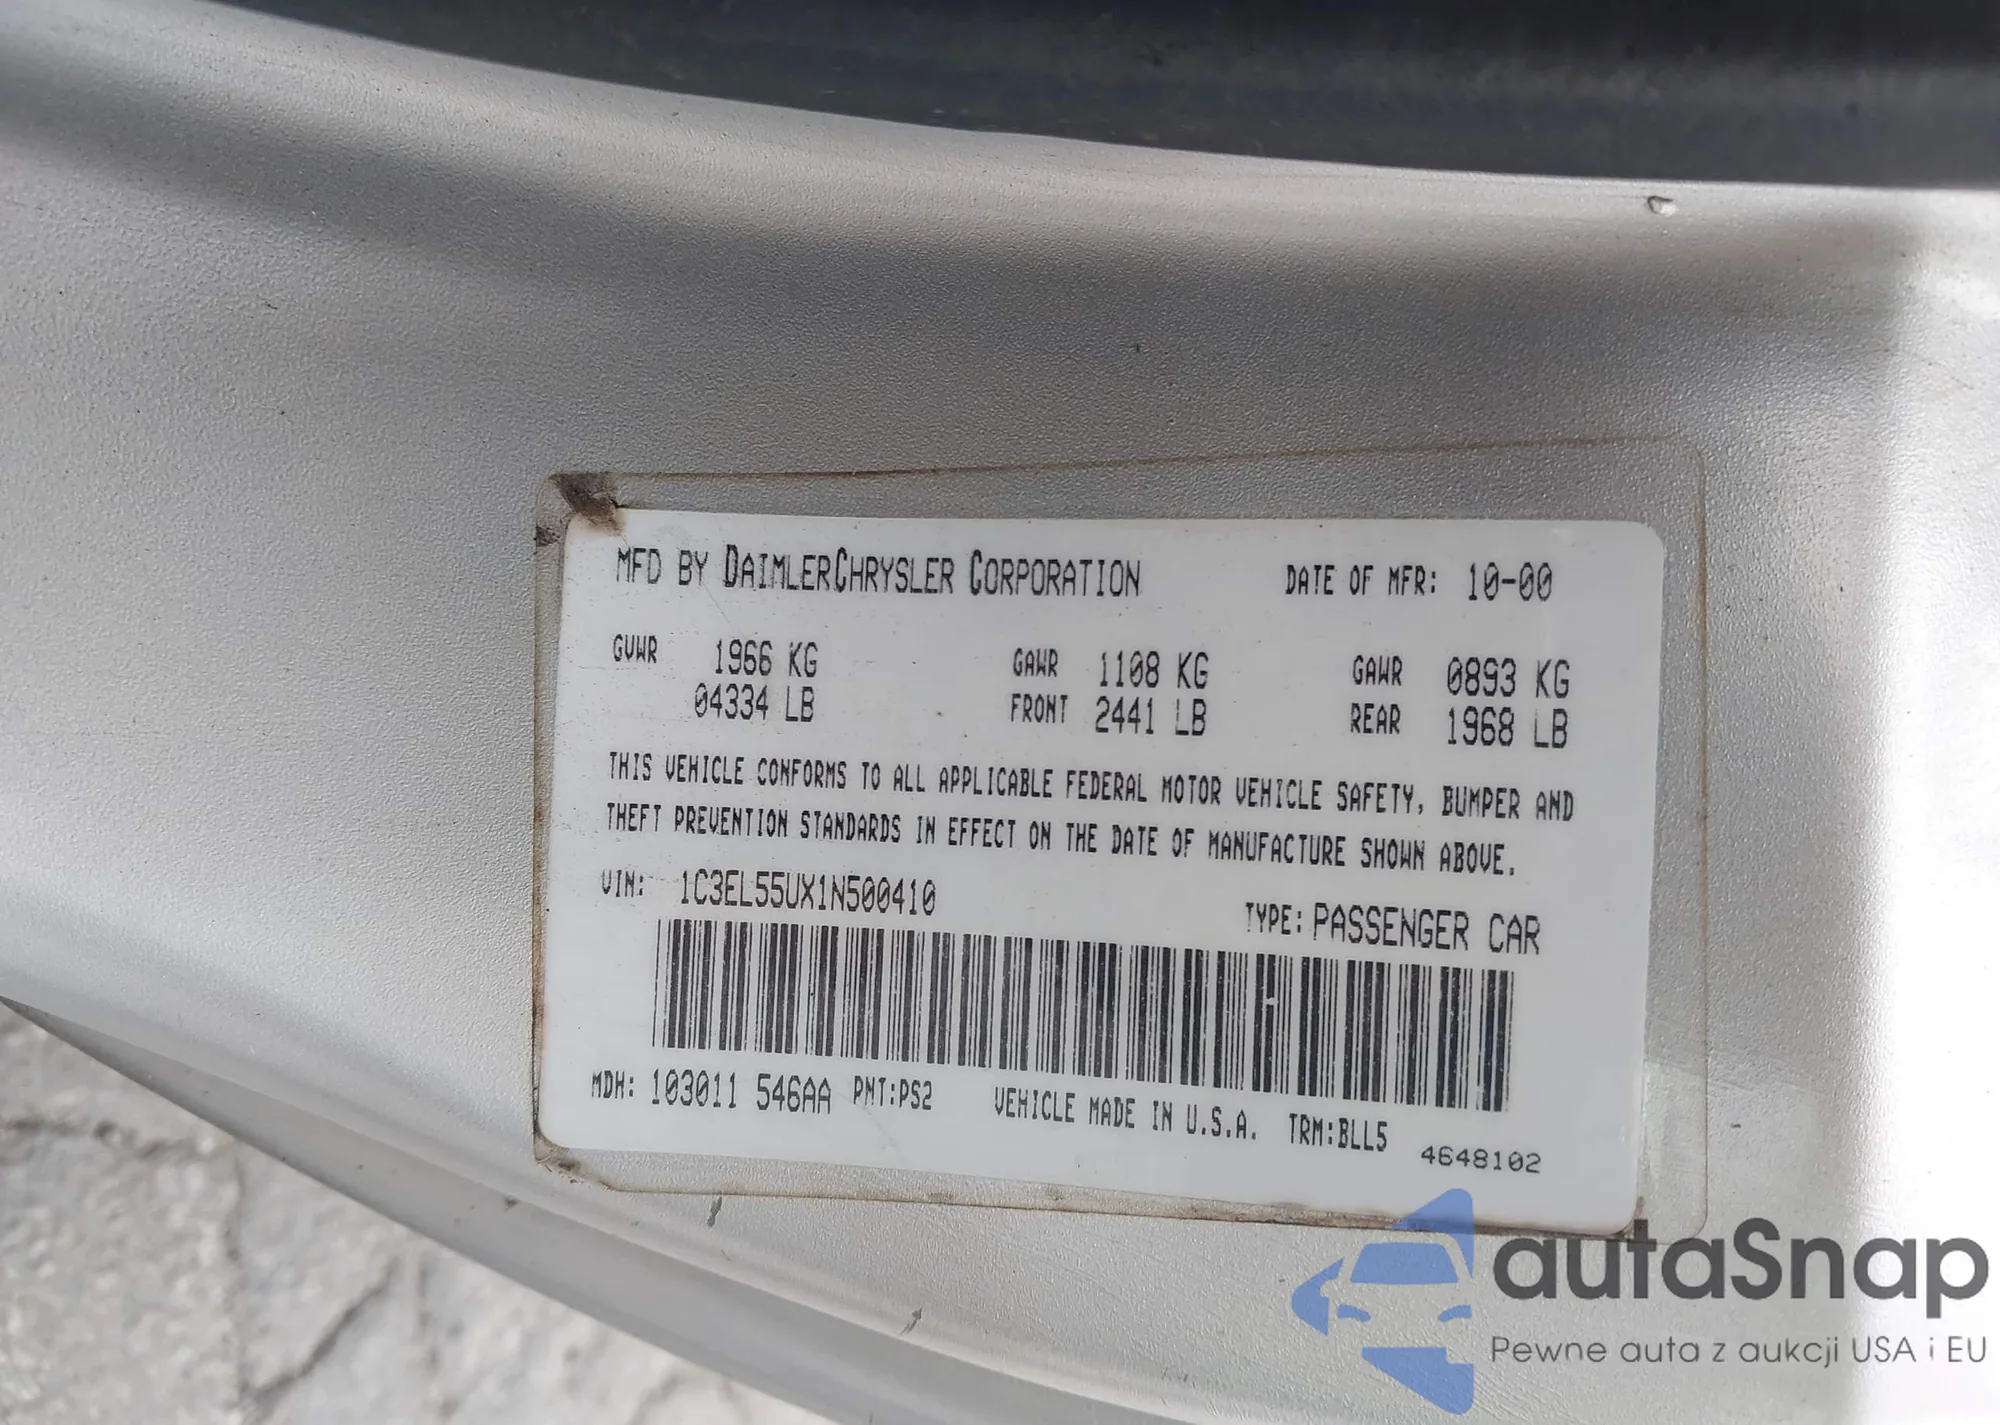 MFD BY DAIMLERCHRYSLER CORPORATION DATE OF MFR: 10-00
GVWR 1966 KG GAWR 1108 KG GAWR 0893 KG
04334 LB FRONT 2441 LB REAR 1968 LB
THIS VEHICLE CONFORMS TO ALL APPLICABLE FEDERAL MOTOR VEHICLE SAFETY, BUMPER AND
THEFT PREVENTION STANDARDS IN EFFECT ON THE DATE OF MANUFACTURE SHOWN ABOVE.
VIN: 1C3EL55UX1N500410 TYPE: PASSENGER CAR
MDH: 103011 546AA PNT:PS2 VEHICLE MADE IN U.S.A. TRM:BLL5 4648102
autaSnap
Pewne auta z aukcji USA i EU